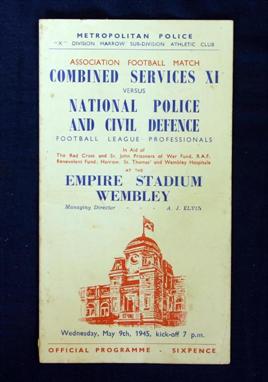 METROPOLITAN POLICE
"X" DIVISION HARROW SUB-DIVISION ATHLETIC CLUB
ASSOCIATION FOOTBALL MATCH
COMBINED SERVICES XI
VERSUS
NATIONAL POLICE
AND CIVIL DEFENCE
FOOTBALL LEAGUE PROFESSIONALS
In Aid of
The Red Cross and St. John Prisoners of War Fund, R.A.F.
Benevolent Fund; Harrow, St. Thomas' and Wembley Hospitals
AT THE
EMPIRE STADIUM
WEMBLEY
Managing Director - - - A. J. ELVIN
Wednesday, May 9th, 1945, kick-off 7 p.m.
OFFICIAL PROGRAMME - SIXPENCE